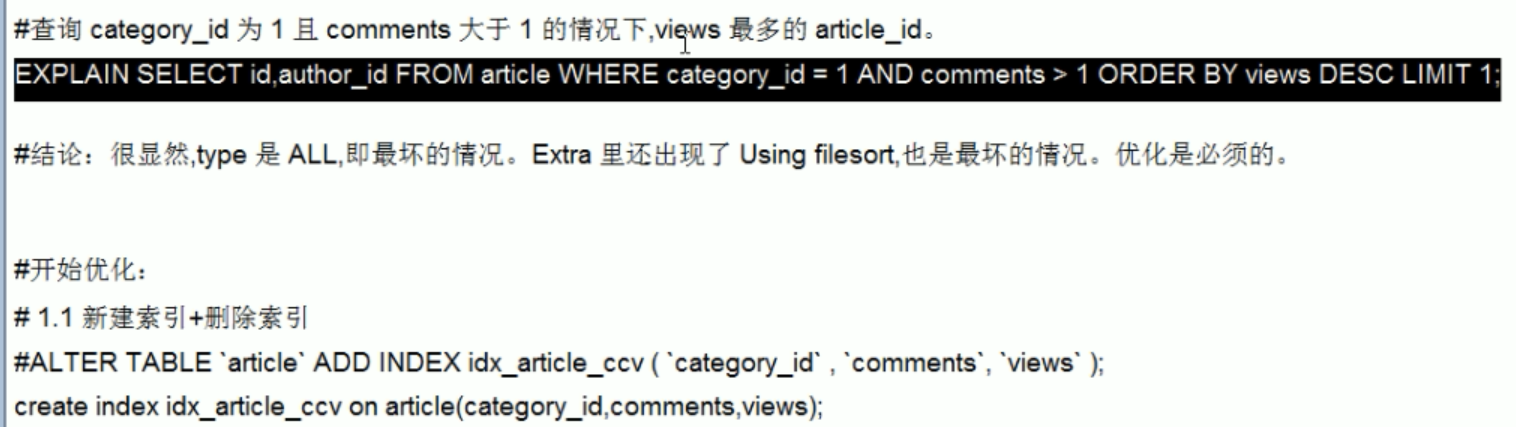 #查询 category_id 为 1 且 comments 大于 1 的情况下,views 最多的 article_id。
EXPLAIN SELECT id,author_id FROM article WHERE category_id = 1 AND comments > 1 ORDER BY views DESC LIMIT 1;
#结论：很显然,type 是 ALL,即最坏的情况。Extra 里还出现了 Using filesort,也是最坏的情况。优化是必须的。
#开始优化：
# 1.1 新建索引+删除索引
#ALTER TABLE `article` ADD INDEX idx_article_ccv ( `category_id` , `comments`, `views` );
create index idx_article_ccv on article(category_id,comments,views);